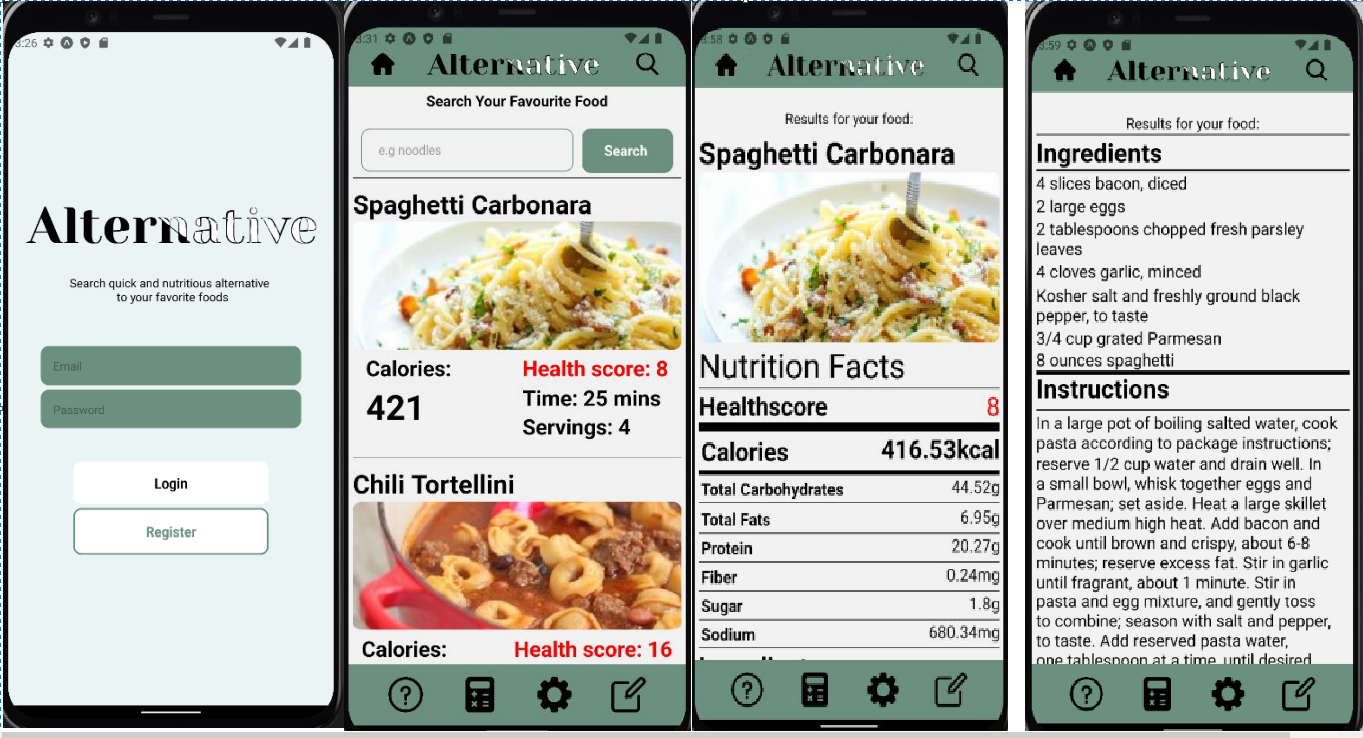 3:26
Alternative
Search quick and nutritious alternative
to your favorite foods
Email
Password
Login
Register
3:31
Alternative
Search Your Favourite Food
e.g noodles
Search
Spaghetti Carbonara
Calories:
421
Health score: 8
Time: 25 mins
Servings: 4
Chili Tortellini
Calories:
Health score: 16
3:58
Alternative
Results for your food:
Spaghetti Carbonara
Nutrition Facts
Healthscore 8
Calories 416.53kcal
Total Carbohydrates 44.52g
Total Fats 6.95g
Protein 20.27g
Fiber 0.24mg
Sugar 1.8g
Sodium 680.34mg
3:59
Alternative
Results for your food:
Ingredients
4 slices bacon, diced
2 large eggs
2 tablespoons chopped fresh parsley
leaves
4 cloves garlic, minced
Kosher salt and freshly ground black
pepper, to taste
3/4 cup grated Parmesan
8 ounces spaghetti
Instructions
In a large pot of boiling salted water, cook
pasta according to package instructions;
reserve 1/2 cup water and drain well. In
a small bowl, whisk together eggs and
Parmesan; set aside. Heat a large skillet
over medium high heat. Add bacon and
cook until brown and crispy, about 6-8
minutes; reserve excess fat. Stir in garlic
until fragrant, about 1 minute. Stir in
pasta and egg mixture, and gently toss
to combine; season with salt and pepper,
to taste. Add reserved pasta water,
one tablespoon at a time, until desired